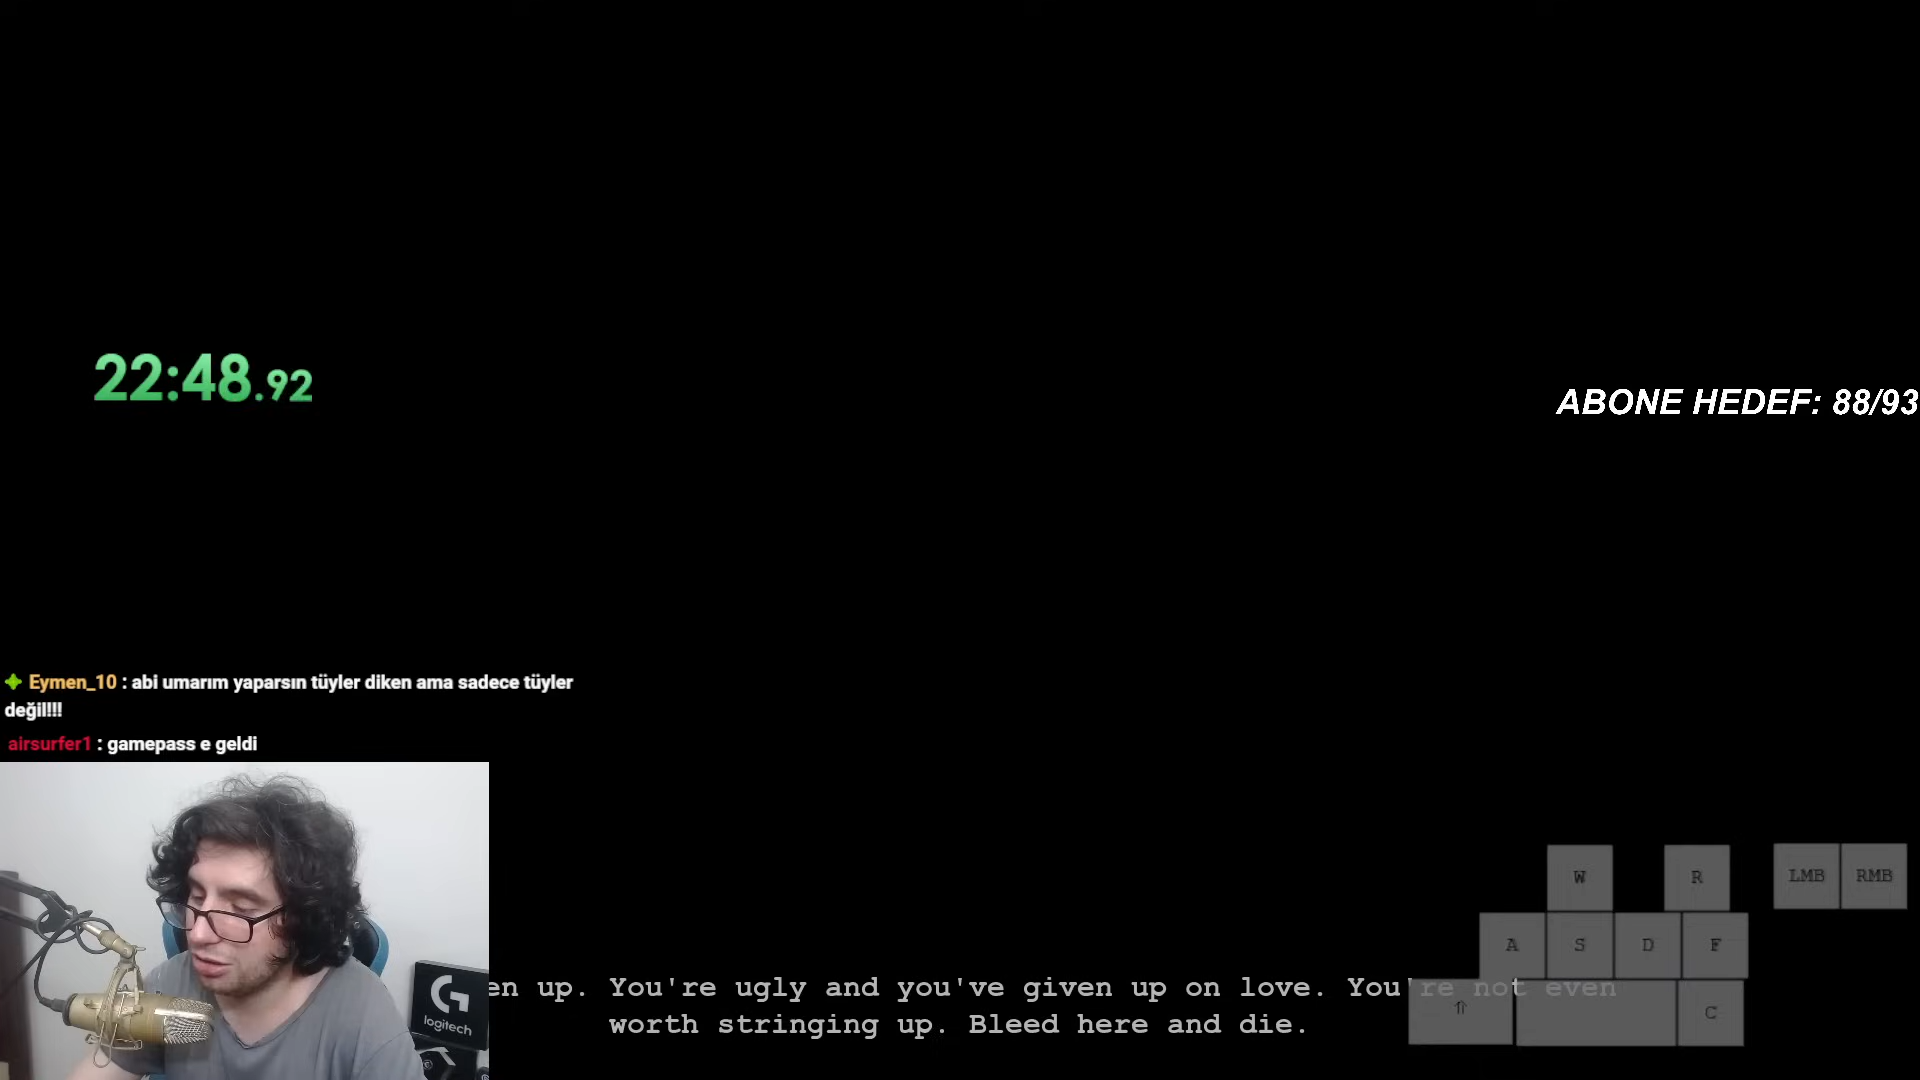 22:48.92
ABONE HEDEF: 88/93
Eymen_10 : abi umarım yaparsın tüyler diken ama sadece tüyler
değil!!!
airsurfer1 : gamepass e geldi
W R LMB RMB
A S D F
en up. You're ugly and you've given up on love. You're not even
worth stringing up. Bleed here and die.
⇑ C
G
logitech